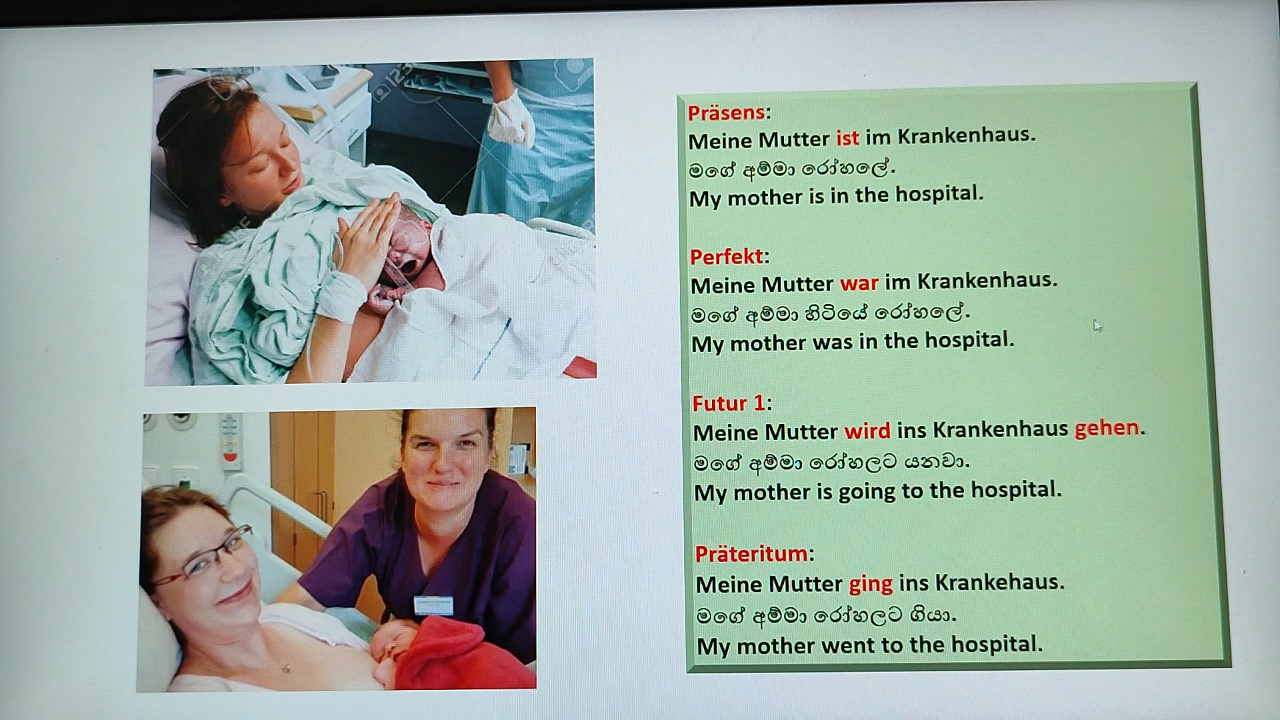 Präsens:
Meine Mutter ist im Krankenhaus.
මගේ අම්මා රෝහලේ.
My mother is in the hospital.
Perfekt:
Meine Mutter war im Krankenhaus.
මගේ අම්මා හිටියේ රෝහලේ.
My mother was in the hospital.
Futur 1:
Meine Mutter wird ins Krankenhaus gehen.
මගේ අම්මා රෝහලට යනවා.
My mother is going to the hospital.
Präteritum:
Meine Mutter ging ins Krankehaus.
මගේ අම්මා රෝහලට ගියා.
My mother went to the hospital.